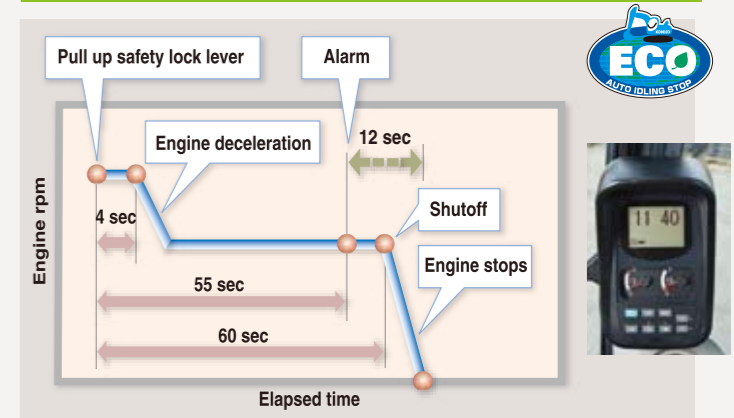 Pull up safety lock lever
Alarm
ECO
AUTO IDLING STOP
12 sec
Engine deceleration
4 sec
Shutoff
Engine stops
55 sec
60 sec
Engine rpm
Elapsed time
11 40